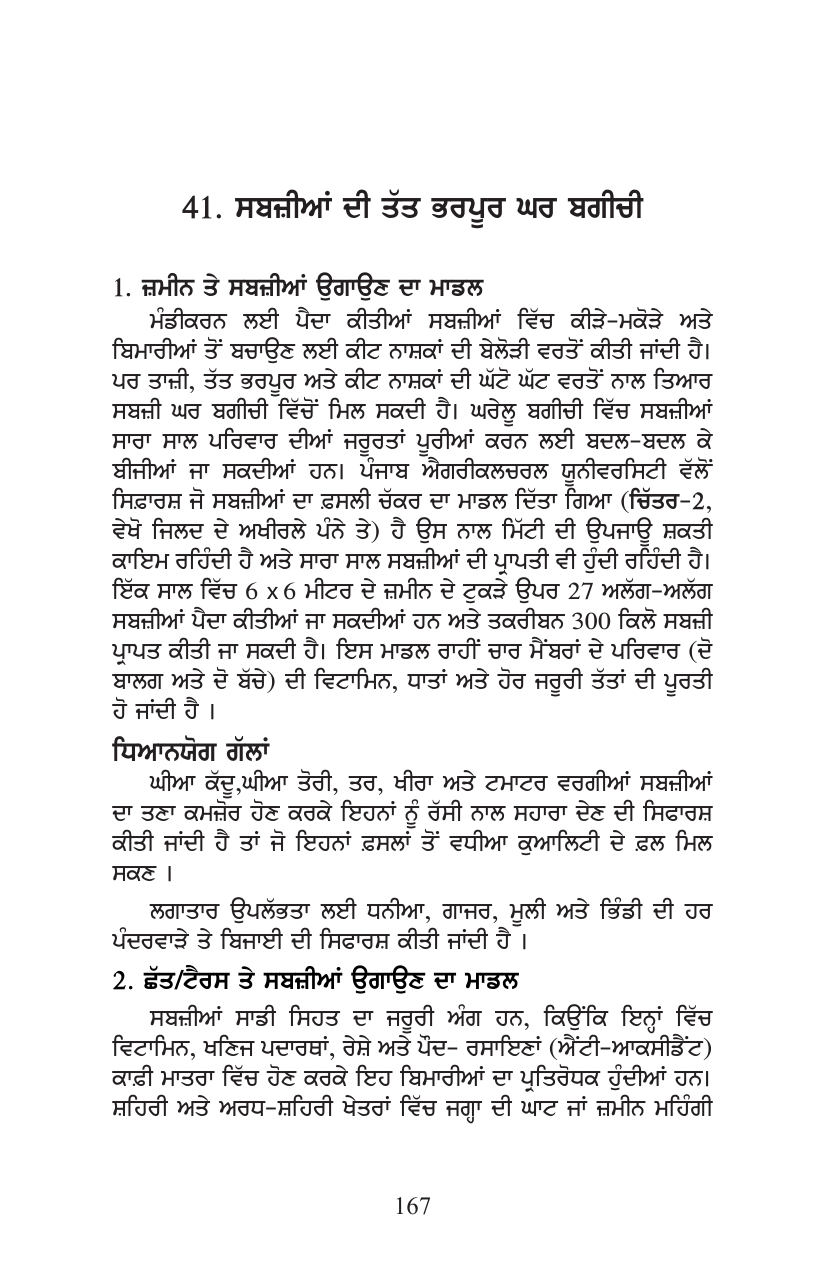 41. ਸਬਜ਼ੀਆਂ ਦੀ ਤੱਤ ਭਰਪੂਰ ਘਰ ਬਗੀਚੀ
1. ਜ਼ਮੀਨ ਤੇ ਸਬਜ਼ੀਆਂ ਉਗਾਉਣ ਦਾ ਮਾਡਲ
ਮੰਡੀਕਰਨ ਲਈ ਪੈਦਾ ਕੀਤੀਆਂ ਸਬਜ਼ੀਆਂ ਵਿੱਚ ਕੀੜੇ-ਮਕੋੜੇ ਅਤੇ
ਬਿਮਾਰੀਆਂ ਤੋਂ ਬਚਾਉਣ ਲਈ ਕੀਟ ਨਾਸ਼ਕਾਂ ਦੀ ਬੇਲੋੜੀ ਵਰਤੋਂ ਕੀਤੀ ਜਾਂਦੀ ਹੈ।
ਪਰ ਤਾਜ਼ੀ, ਤੱਤ ਭਰਪੂਰ ਅਤੇ ਕੀਟ ਨਾਸ਼ਕਾਂ ਦੀ ਘੱਟੋ ਘੱਟ ਵਰਤੋਂ ਨਾਲ ਤਿਆਰ
ਸਬਜ਼ੀ ਘਰ ਬਗੀਚੀ ਵਿੱਚੋਂ ਮਿਲ ਸਕਦੀ ਹੈ। ਘਰੇਲੂ ਬਗੀਚੀ ਵਿੱਚ ਸਬਜ਼ੀਆਂ
ਸਾਰਾ ਸਾਲ ਪਰਿਵਾਰ ਦੀਆਂ ਜਰੂਰਤਾਂ ਪੂਰੀਆਂ ਕਰਨ ਲਈ ਬਦਲ-ਬਦਲ ਕੇ
ਬੀਜੀਆਂ ਜਾ ਸਕਦੀਆਂ ਹਨ। ਪੰਜਾਬ ਐਗਰੀਕਲਚਰਲ ਯੂਨੀਵਰਸਿਟੀ ਵੱਲੋਂ
ਸਿਫ਼ਾਰਸ਼ ਜੋ ਸਬਜ਼ੀਆਂ ਦਾ ਫ਼ਸਲੀ ਚੱਕਰ ਦਾ ਮਾਡਲ ਦਿੱਤਾ ਗਿਆ (ਚਿੱਤਰ-2,
ਵੇਖੋ ਜਿਲਦ ਦੇ ਅਖੀਰਲੇ ਪੰਨੇ ਤੇ) ਹੈ ਉਸ ਨਾਲ ਮਿੱਟੀ ਦੀ ਉਪਜਾਊ ਸ਼ਕਤੀ
ਕਾਇਮ ਰਹਿੰਦੀ ਹੈ ਅਤੇ ਸਾਰਾ ਸਾਲ ਸਬਜ਼ੀਆਂ ਦੀ ਪ੍ਰਾਪਤੀ ਵੀ ਹੁੰਦੀ ਰਹਿੰਦੀ ਹੈ।
ਇੱਕ ਸਾਲ ਵਿੱਚ 6 x 6 ਮੀਟਰ ਦੇ ਜ਼ਮੀਨ ਦੇ ਟੁਕੜੇ ਉਪਰ 27 ਅਲੱਗ-ਅਲੱਗ
ਸਬਜ਼ੀਆਂ ਪੈਦਾ ਕੀਤੀਆਂ ਜਾ ਸਕਦੀਆਂ ਹਨ ਅਤੇ ਤਕਰੀਬਨ 300 ਕਿਲੋ ਸਬਜ਼ੀ
ਪ੍ਰਾਪਤ ਕੀਤੀ ਜਾ ਸਕਦੀ ਹੈ। ਇਸ ਮਾਡਲ ਰਾਹੀਂ ਚਾਰ ਮੈਂਬਰਾਂ ਦੇ ਪਰਿਵਾਰ (ਦੋ
ਬਾਲਗ ਅਤੇ ਦੋ ਬੱਚੇ) ਦੀ ਵਿਟਾਮਿਨ, ਧਾਤਾਂ ਅਤੇ ਹੋਰ ਜਰੂਰੀ ਤੱਤਾਂ ਦੀ ਪੂਰਤੀ
ਹੋ ਜਾਂਦੀ ਹੈ ।
ਧਿਆਨਯੋਗ ਗੱਲਾਂ
ਘੀਆ ਕੱਦੂ,ਘੀਆ ਤੋਰੀ, ਤਰ, ਖੀਰਾ ਅਤੇ ਟਮਾਟਰ ਵਰਗੀਆਂ ਸਬਜ਼ੀਆਂ
ਦਾ ਤਣਾ ਕਮਜ਼ੋਰ ਹੋਣ ਕਰਕੇ ਇਹਨਾਂ ਨੂੰ ਰੱਸੀ ਨਾਲ ਸਹਾਰਾ ਦੇਣ ਦੀ ਸਿਫਾਰਸ਼
ਕੀਤੀ ਜਾਂਦੀ ਹੈ ਤਾਂ ਜੋ ਇਹਨਾਂ ਫ਼ਸਲਾਂ ਤੋਂ ਵਧੀਆ ਕੁਆਲਿਟੀ ਦੇ ਫ਼ਲ ਮਿਲ
ਸਕਣ ।
ਲਗਾਤਾਰ ਉਪਲੱਭਤਾ ਲਈ ਧਨੀਆ, ਗਾਜਰ, ਮੂਲੀ ਅਤੇ ਭਿੰਡੀ ਦੀ ਹਰ
ਪੰਦਰਵਾੜੇ ਤੇ ਬਿਜਾਈ ਦੀ ਸਿਫਾਰਸ਼ ਕੀਤੀ ਜਾਂਦੀ ਹੈ ।
2. ਛੱਤ/ਟੈਰਸ ਤੇ ਸਬਜ਼ੀਆਂ ਉਗਾਉਣ ਦਾ ਮਾਡਲ
ਸਬਜ਼ੀਆਂ ਸਾਡੀ ਸਿਹਤ ਦਾ ਜਰੂਰੀ ਅੰਗ ਹਨ, ਕਿਉਂਕਿ ਇਨ੍ਹਾਂ ਵਿੱਚ
ਵਿਟਾਮਿਨ, ਖਣਿਜ ਪਦਾਰਥਾਂ, ਰੇਸ਼ੇ ਅਤੇ ਪੌਦ- ਰਸਾਇਣਾਂ (ਐਂਟੀ-ਆਕਸੀਡੈਂਟ)
ਕਾਫ਼ੀ ਮਾਤਰਾ ਵਿੱਚ ਹੋਣ ਕਰਕੇ ਇਹ ਬਿਮਾਰੀਆਂ ਦਾ ਪ੍ਰਤਿਰੋਧਕ ਹੁੰਦੀਆਂ ਹਨ।
ਸ਼ਹਿਰੀ ਅਤੇ ਅਰਧ-ਸ਼ਹਿਰੀ ਖੇਤਰਾਂ ਵਿੱਚ ਜਗ੍ਹਾ ਦੀ ਘਾਟ ਜਾਂ ਜ਼ਮੀਨ ਮਹਿੰਗੀ
167